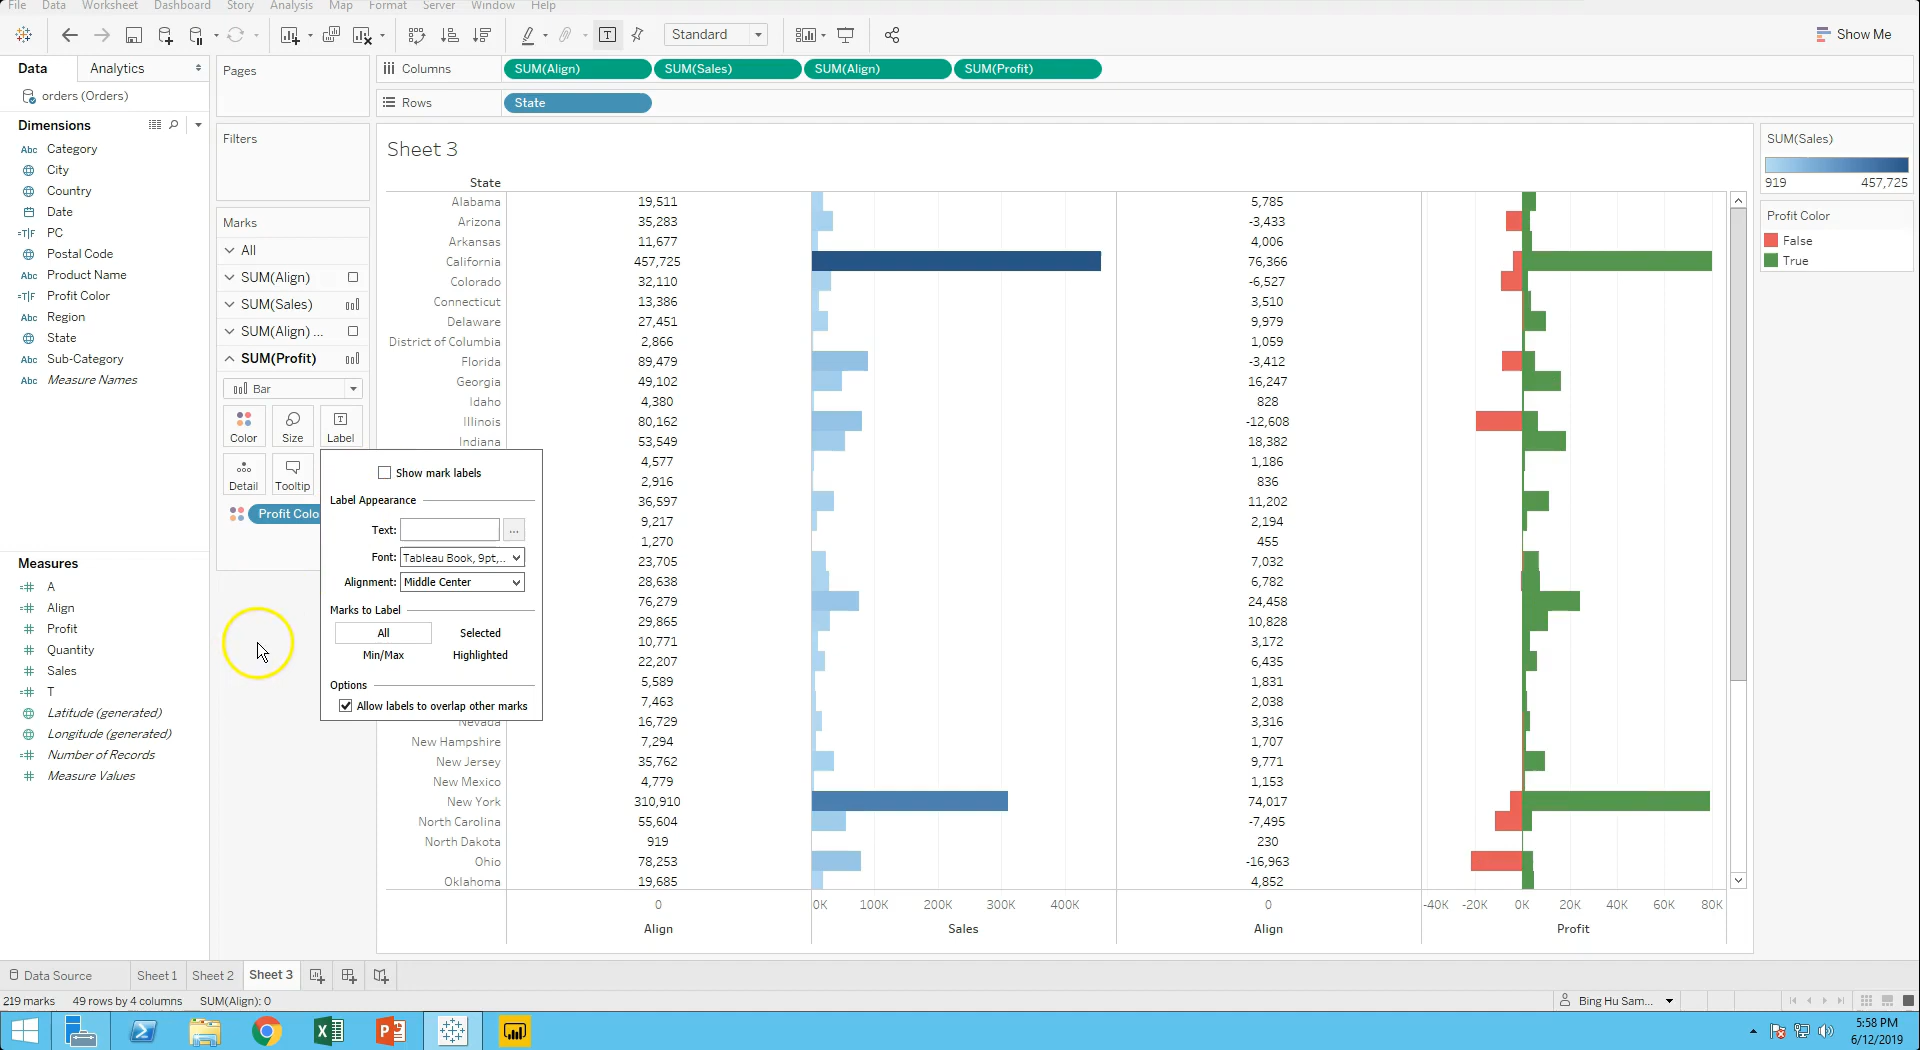 File Data Worksheet Dashboard Story Analysis Map Format Server Window Help
Standard
Show Me
Data Analytics
orders (Orders)
Dimensions
Abc Category
City
Country
Date
=T|F PC
Postal Code
Abc Product Name
=T|F Profit Color
Abc Region
State
Abc Sub-Category
Abc Measure Names
Measures
=# A
=# Align
# Profit
# Quantity
# Sales
=# T
Latitude (generated)
Longitude (generated)
=# Number of Records
# Measure Values
Pages
Filters
Marks
All
SUM(Align)
SUM(Sales)
SUM(Align) ...
SUM(Profit)
Bar
Color Size Label
Detail Tooltip
Profit Colo
Show mark labels
Label Appearance
Text: ...
Font: Tableau Book, 9pt,...
Alignment: Middle Center
Marks to Label
All Selected
Min/Max Highlighted
Options
Allow labels to overlap other marks
Columns SUM(Align) SUM(Sales) SUM(Align) SUM(Profit)
Rows State
Sheet 3
State
Alabama 19,511 5,785
Arizona 35,283 -3,433
Arkansas 11,677 4,006
California 457,725 76,366
Colorado 32,110 -6,527
Connecticut 13,386 3,510
Delaware 27,451 9,979
District of Columbia 2,866 1,059
Florida 89,479 -3,412
Georgia 49,102 16,247
Idaho 4,380 828
Illinois 80,162 -12,608
Indiana 53,549 18,382
4,577 1,186
2,916 836
36,597 11,202
9,217 2,194
1,270 455
23,705 7,032
28,638 6,782
76,279 24,458
29,865 10,828
10,771 3,172
22,207 6,435
5,589 1,831
7,463 2,038
Nevada 16,729 3,316
New Hampshire 7,294 1,707
New Jersey 35,762 9,771
New Mexico 4,779 1,153
New York 310,910 74,017
North Carolina 55,604 -7,495
North Dakota 919 230
Ohio 78,253 -16,963
Oklahoma 19,685 4,852
0 0K 100K 200K 300K 400K 0 -40K -20K 0K 20K 40K 60K 80K
Align Sales Align Profit
SUM(Sales)
919 457,725
Profit Color
False
True
Data Source Sheet 1 Sheet 2 Sheet 3
219 marks 49 rows by 4 columns SUM(Align): 0
Bing Hu Sam...
5:58 PM
6/12/2019